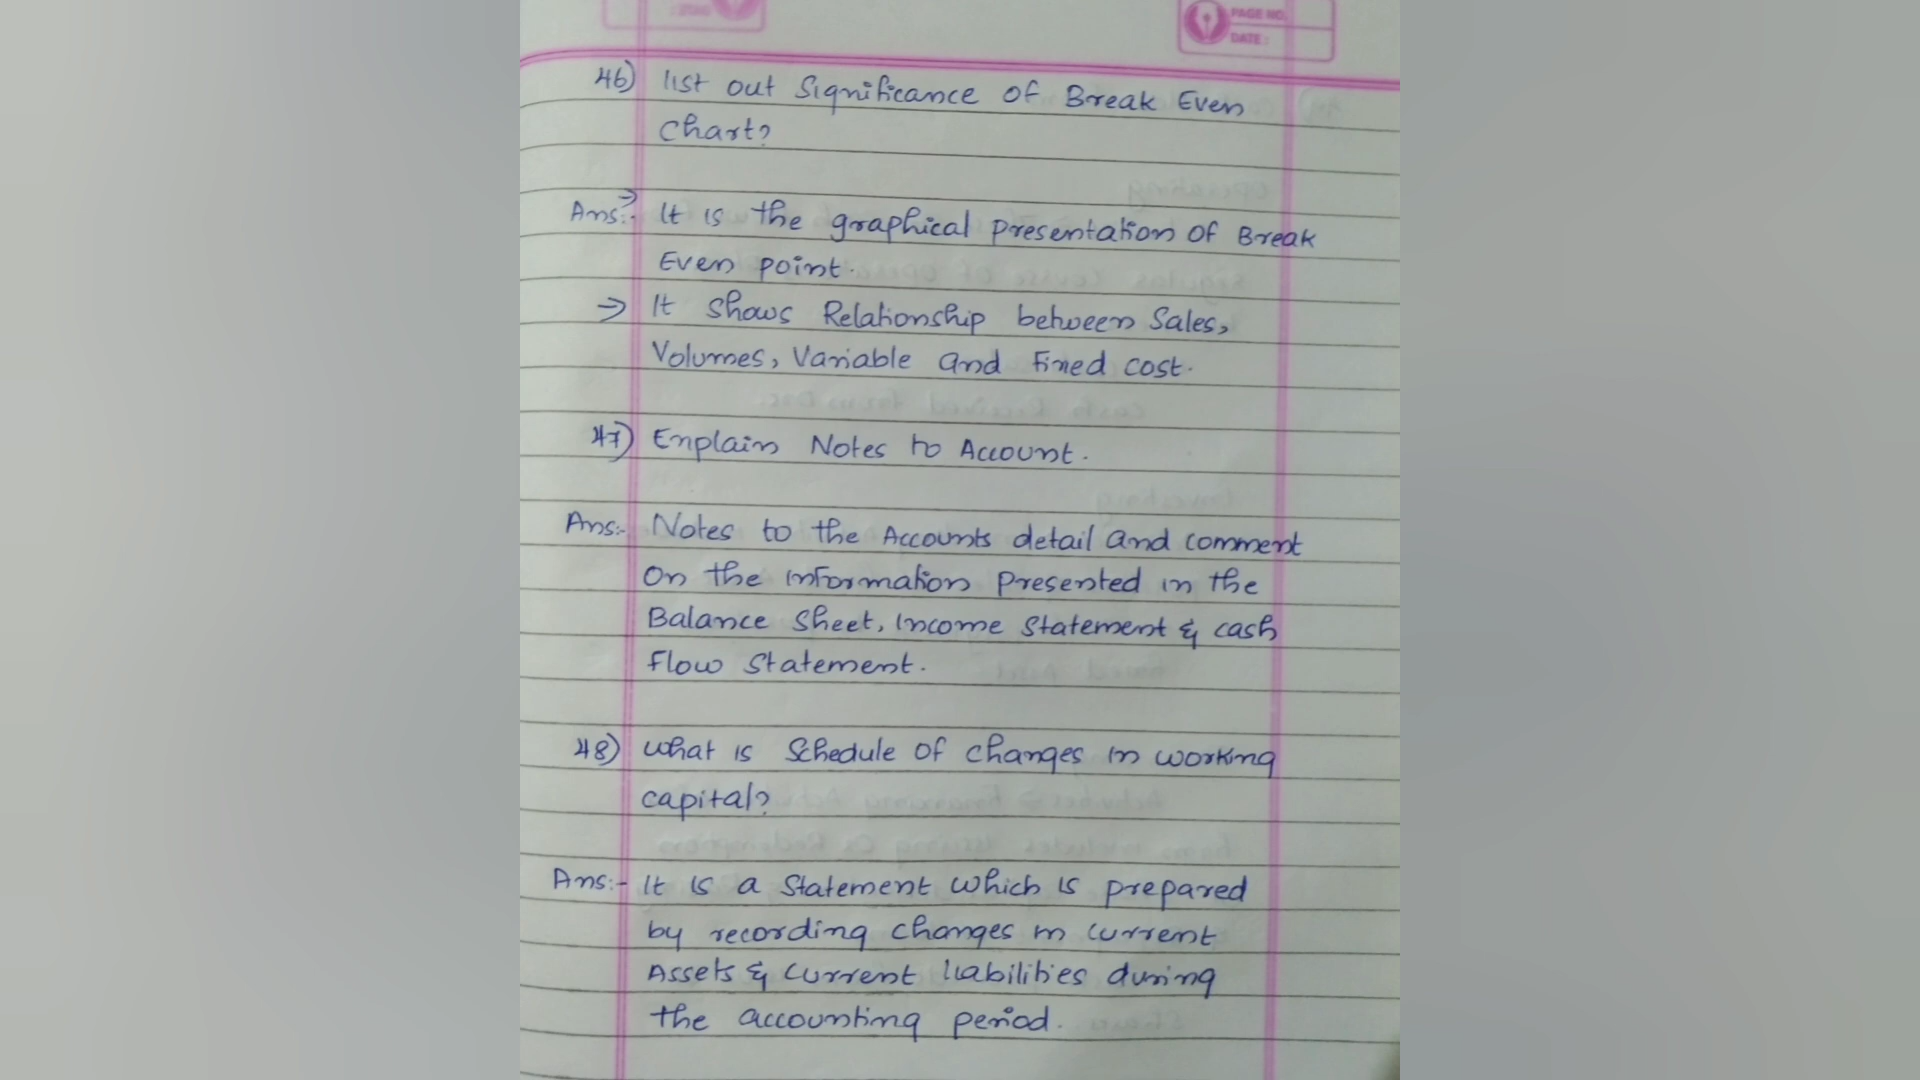 PAGE NO.
DATE:
46) list out Significance of Break Even
Chart?
Ans:- ⇒ It is the graphical presentation of Break
Even point.
⇒ It shows Relationship between Sales,
Volumes, Variable and Fixed cost.
47) Explain Notes to Account.
Ans:- Notes to the Accounts detail and comment
on the information presented in the
Balance Sheet, Income Statement & cash
flow Statement.
48) What is Schedule of changes in working
capital?
Ans:- It is a Statement which is prepared
by recording changes in current
Assets & current liabilities during
the accounting period.